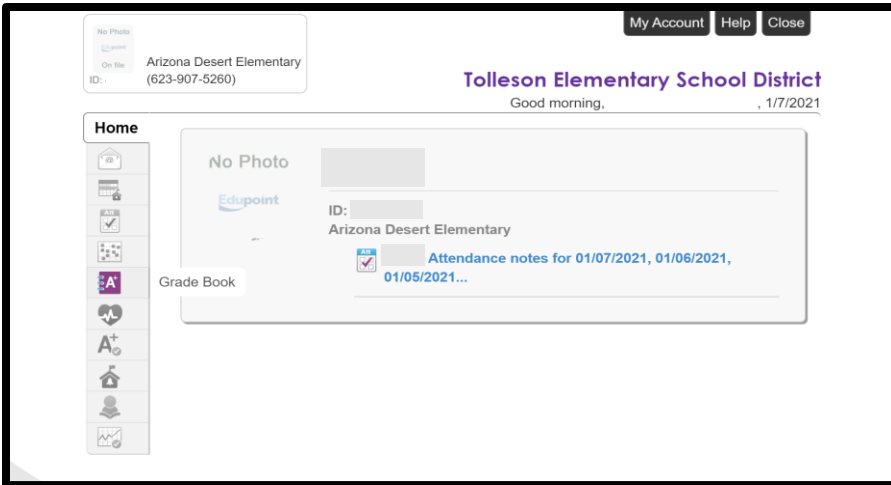 My Account Help Close
No Photo
Edupoint
On file
ID:
Arizona Desert Elementary
(623-907-5260)
Tolleson Elementary School District
Good morning, , 1/7/2021
Home
No Photo
Edupoint
ID:
Arizona Desert Elementary
Attendance notes for 01/07/2021, 01/06/2021,
01/05/2021...
Grade Book